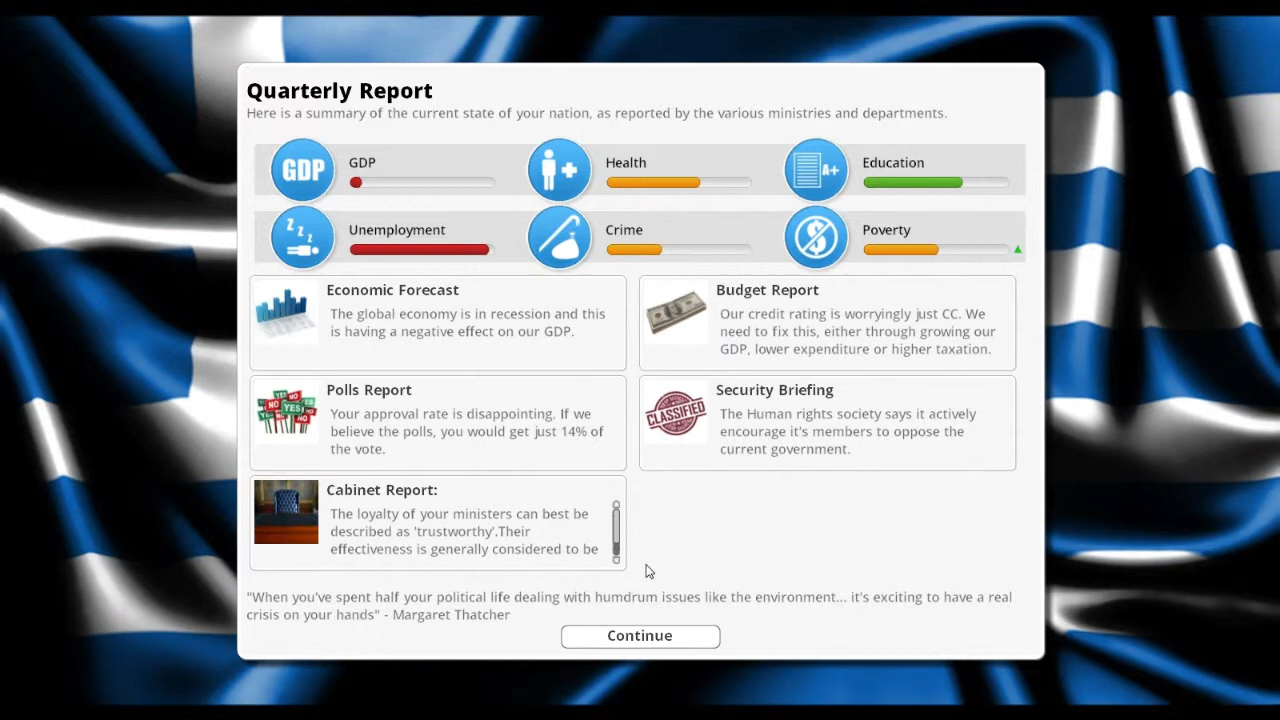 Quarterly Report
Here is a summary of the current state of your nation, as reported by the various ministries and departments.
GDP
GDP
Health
A+
Education
Z Z Z
Unemployment
Crime
$
Poverty
Economic Forecast
The global economy is in recession and this
is having a negative effect on our GDP.
Budget Report
Our credit rating is worryingly just CC. We
need to fix this, either through growing our
GDP, lower expenditure or higher taxation.
Polls Report
Your approval rate is disappointing. If we
believe the polls, you would get just 14% of
the vote.
NO
YES
NO
YES
NO
NO
Security Briefing
The Human rights society says it actively
encourage it's members to oppose the
current government.
CLASSIFIED
Cabinet Report:
The loyalty of your ministers can best be
described as 'trustworthy'.Their
effectiveness is generally considered to be
"When you've spent half your political life dealing with humdrum issues like the environment... it's exciting to have a real
crisis on your hands" - Margaret Thatcher
Continue